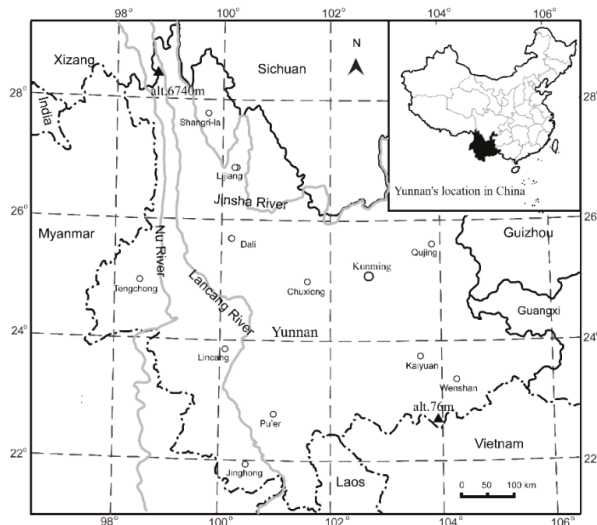 98°
100°
102°
104°
106°
Xizang
N
Sichuan
alt.6740m
28°
28°
India
Shangri-la
Lijiang
Jinsha River
Yunnan's location in China
26°
26°
Myanmar
Nu River
Dali
Qujing
Guizhou
Kunming
Tengchong
Chuxiong
Lancang River
Guangxi
24°
Yunnan
24°
Lincang
Kaiyuan
Wenshan
alt.76m
Pu'er
Vietnam
22°
22°
Jinghong
Laos
0 50 100 km
98°
100°
102°
104°
106°